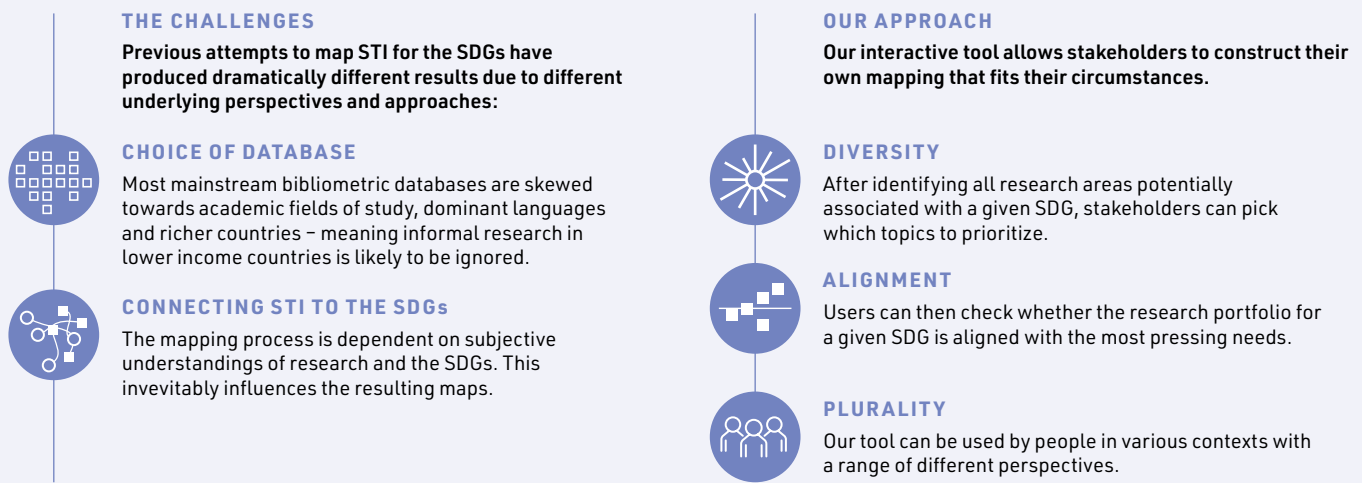 THE CHALLENGES
Previous attempts to map STI for the SDGs have
produced dramatically different results due to different
underlying perspectives and approaches:
CHOICE OF DATABASE
Most mainstream bibliometric databases are skewed
towards academic fields of study, dominant languages
and richer countries – meaning informal research in
lower income countries is likely to be ignored.
CONNECTING STI TO THE SDGs
The mapping process is dependent on subjective
understandings of research and the SDGs. This
invevitably influences the resulting maps.
OUR APPROACH
Our interactive tool allows stakeholders to construct their
own mapping that fits their circumstances.
DIVERSITY
After identifying all research areas potentially
associated with a given SDG, stakeholders can pick
which topics to prioritize.
ALIGNMENT
Users can then check whether the research portfolio for
a given SDG is aligned with the most pressing needs.
PLURALITY
Our tool can be used by people in various contexts with
a range of different perspectives.